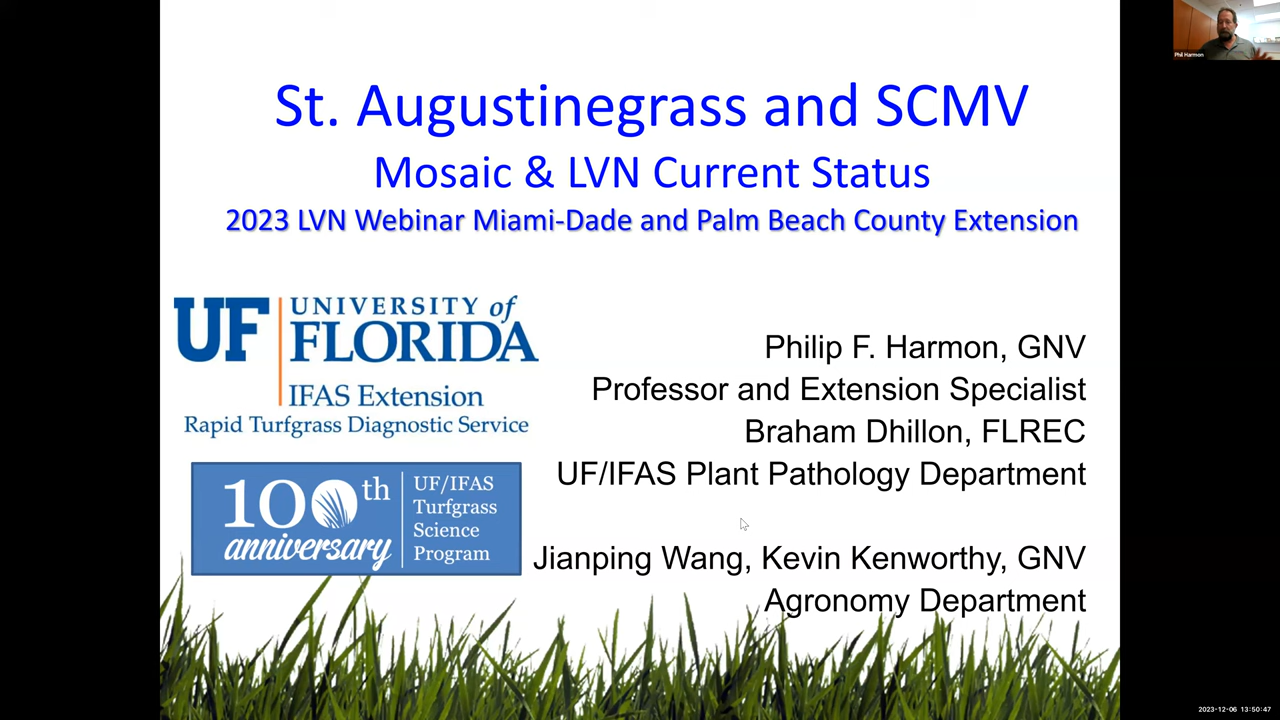 Phil Harmon
St. Augustinegrass and SCMV
Mosaic & LVN Current Status
2023 LVN Webinar Miami-Dade and Palm Beach County Extension
UF UNIVERSITY of
FLORIDA
IFAS Extension
Rapid Turfgrass Diagnostic Service
100th
anniversary
UF/IFAS
Turfgrass
Science
Program
Philip F. Harmon, GNV
Professor and Extension Specialist
Braham Dhillon, FLREC
UF/IFAS Plant Pathology Department
Jianping Wang, Kevin Kenworthy, GNV
Agronomy Department
2023-12-06 13:50:47